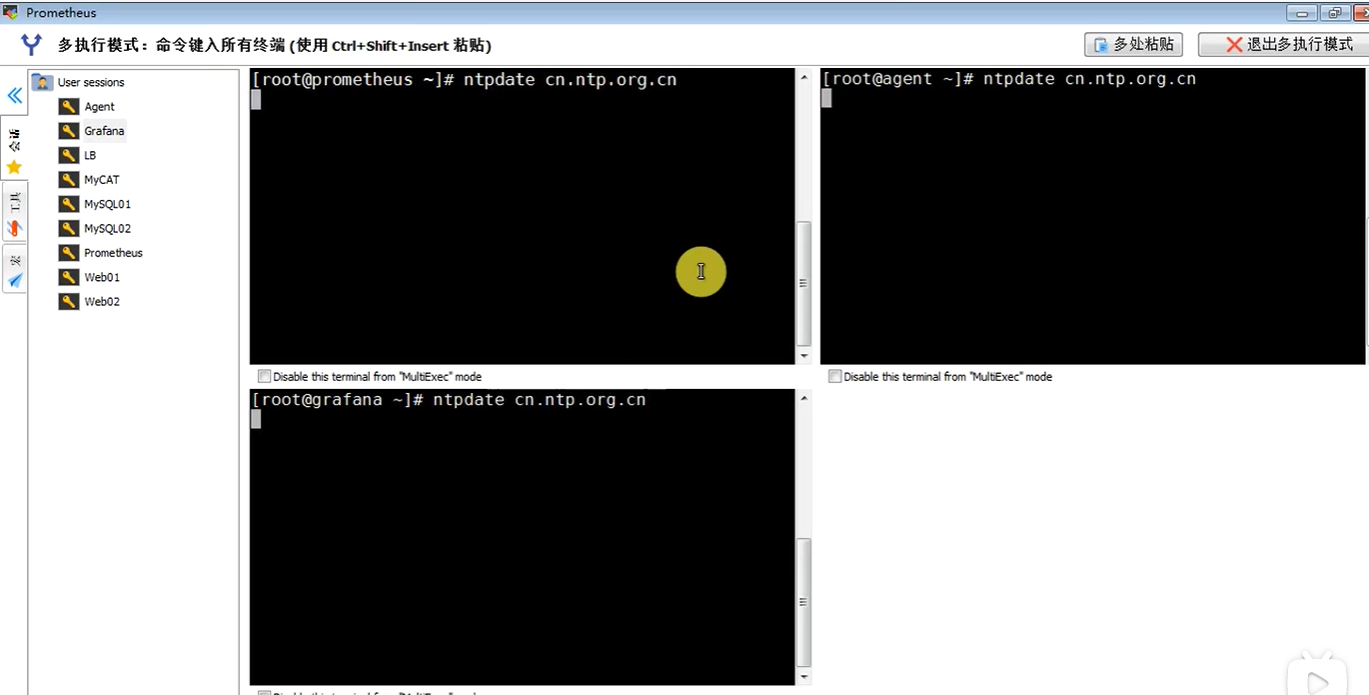 Prometheus
多执行模式：命令键入所有终端 (使用 Ctrl+Shift+Insert 粘贴)
多处粘贴
退出多执行模式
会话
工具
User sessions
Agent
Grafana
LB
MyCAT
MySQL01
MySQL02
Prometheus
Web01
Web02
[root@prometheus ~]# ntpdate cn.ntp.org.cn
Disable this terminal from "MultiExec" mode
[root@agent ~]# ntpdate cn.ntp.org.cn
Disable this terminal from "MultiExec" mode
[root@grafana ~]# ntpdate cn.ntp.org.cn